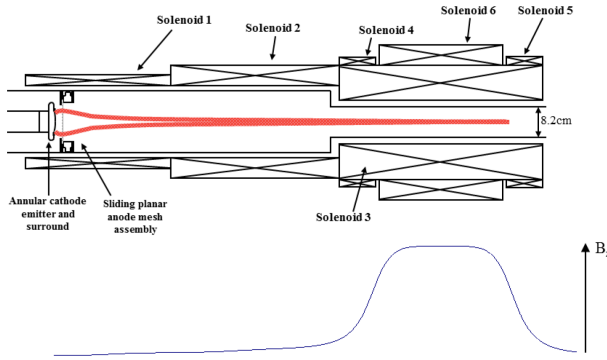 Solenoid 1
Solenoid 2
Solenoid 4
Solenoid 6
Solenoid 5
8.2cm
Annular cathode
emitter and
surround
Sliding planar
anode mesh
assembly
Solenoid 3
B